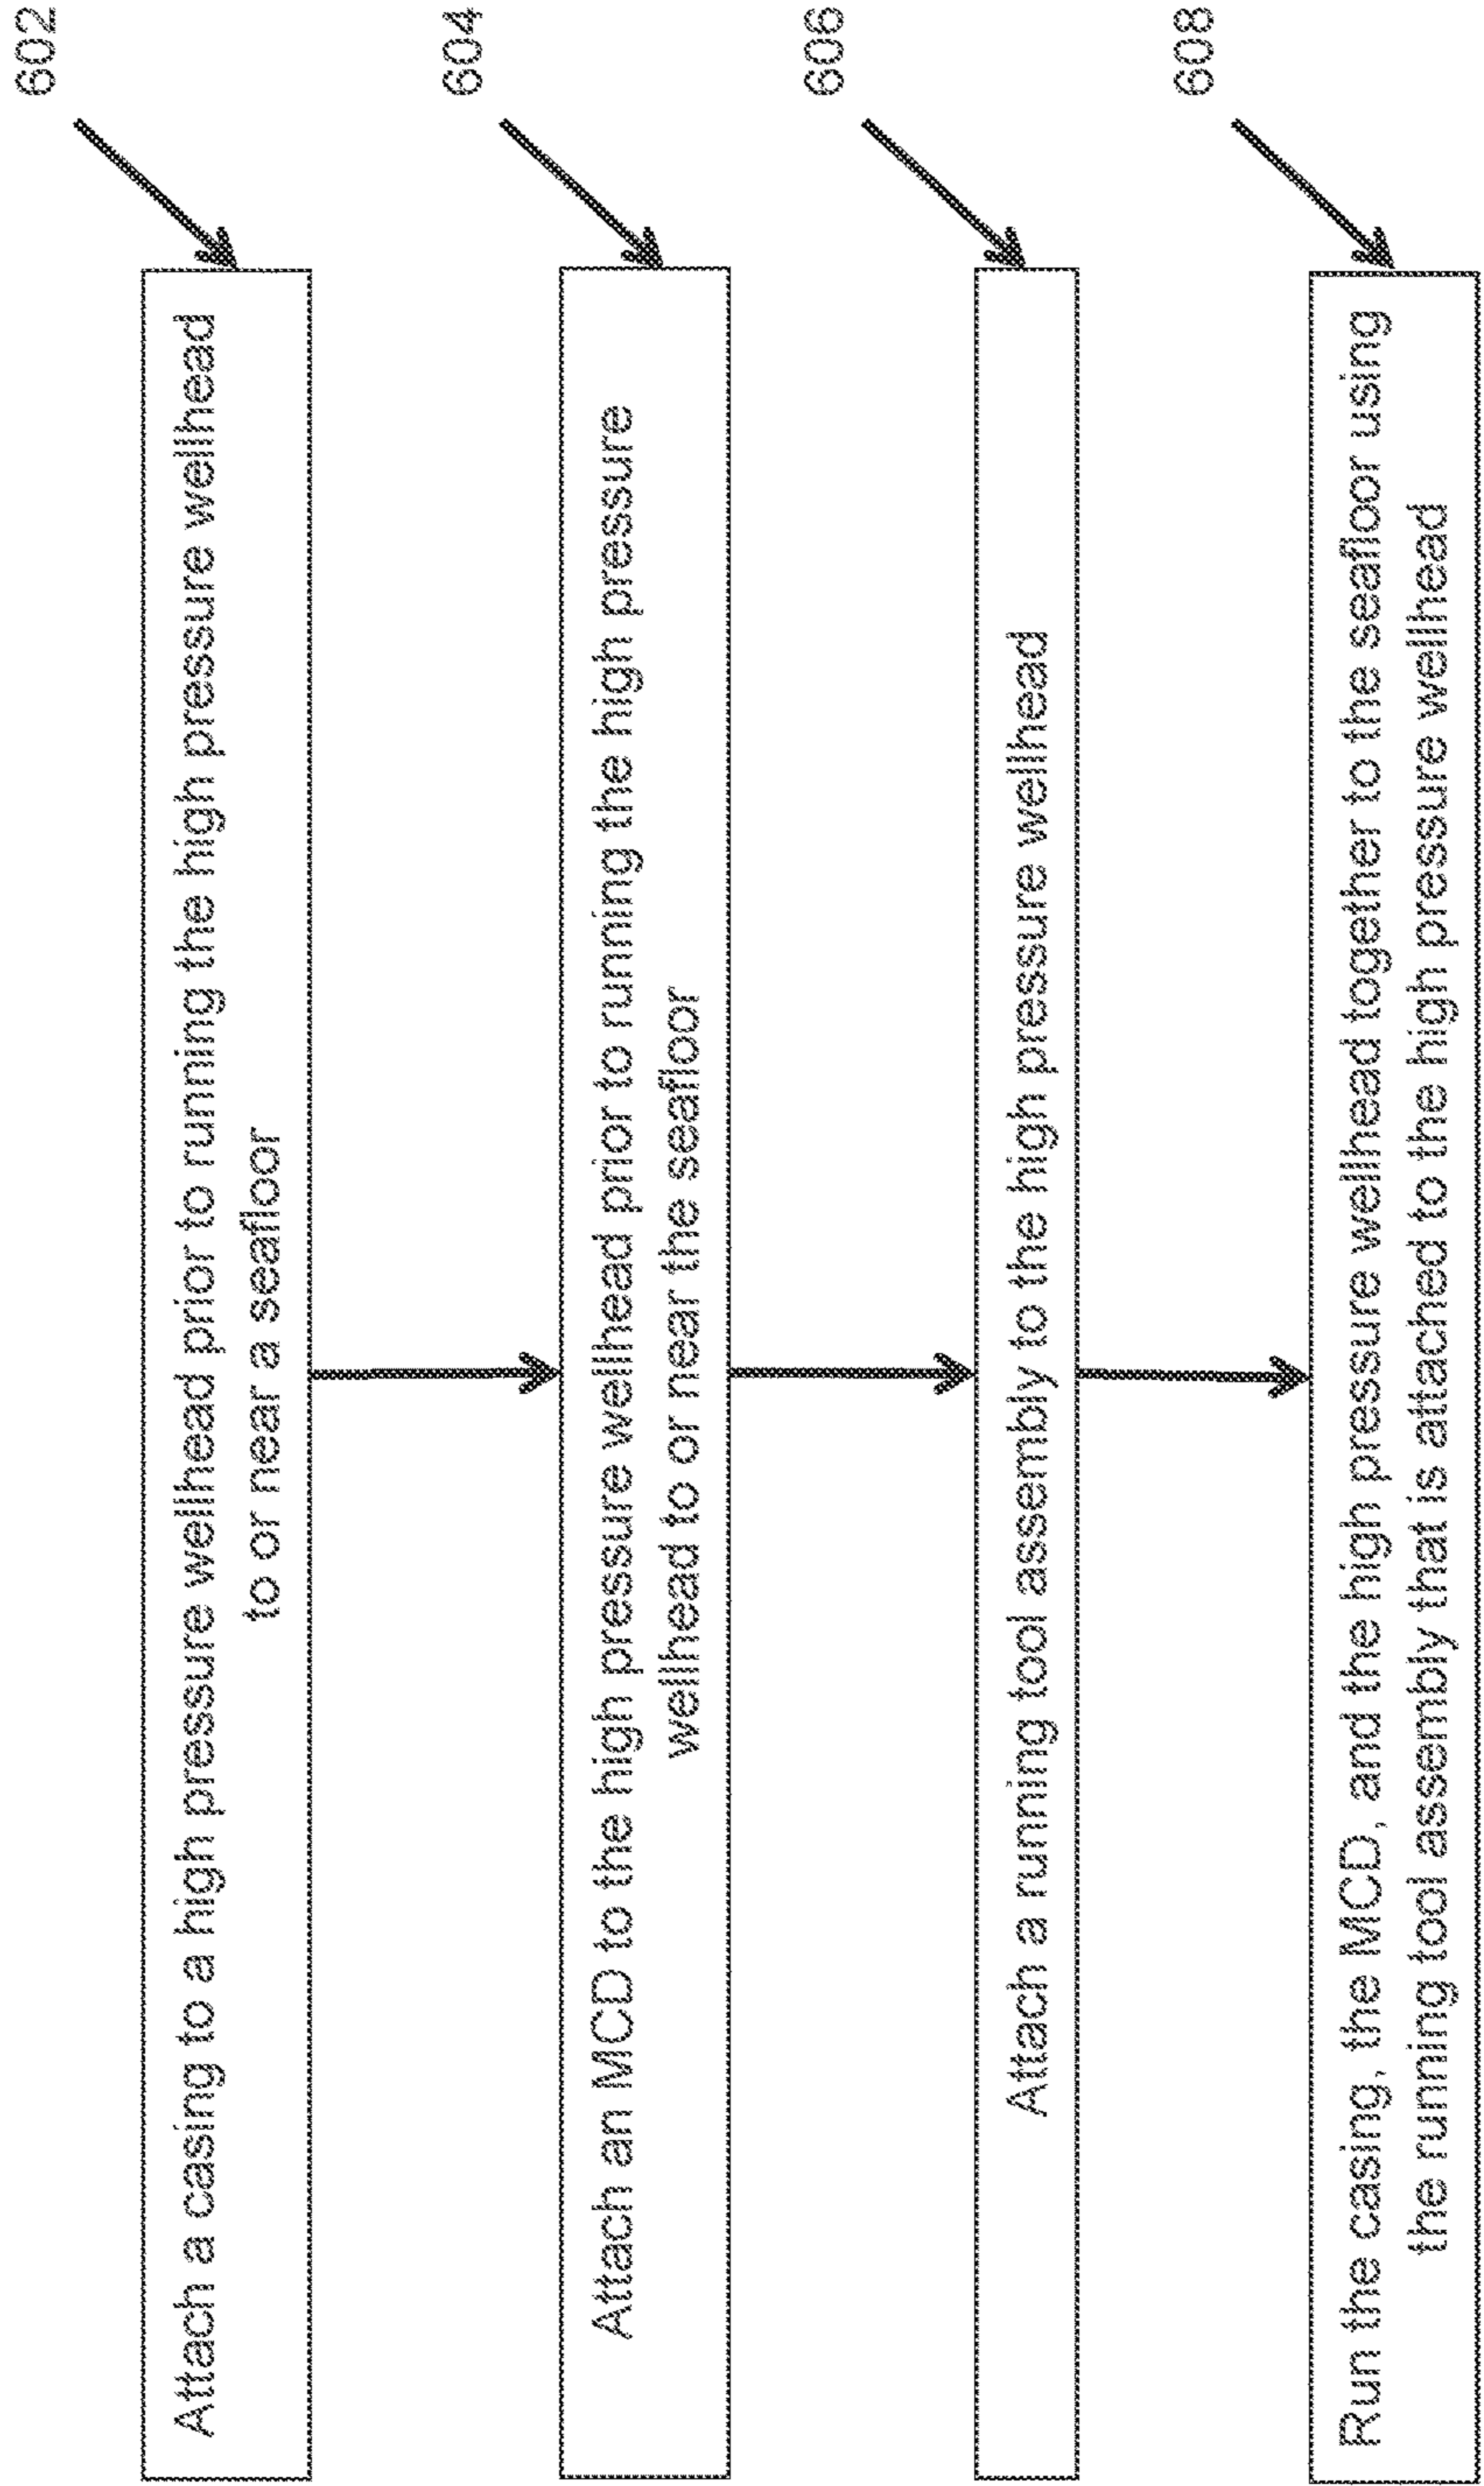 602
Attach a casing to a high pressure wellhead prior to running the high pressure wellhead
to or near a seafloor
604
Attach an MCD to the high pressure wellhead prior to running the high pressure
wellhead to or near the seafloor
606
Attach a running tool assembly to the high pressure wellhead
608
Run the casing, the MCD, and the high pressure wellhead together to the seafloor using
the running tool assembly that is attached to the high pressure wellhead